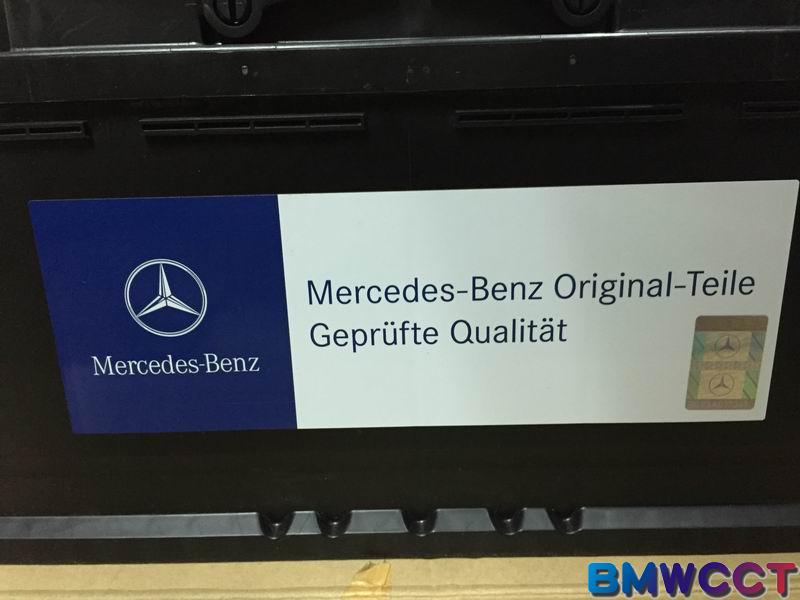 Mercedes-Benz
Mercedes-Benz Original-Teile
Geprüfte Qualität
BMWCCT